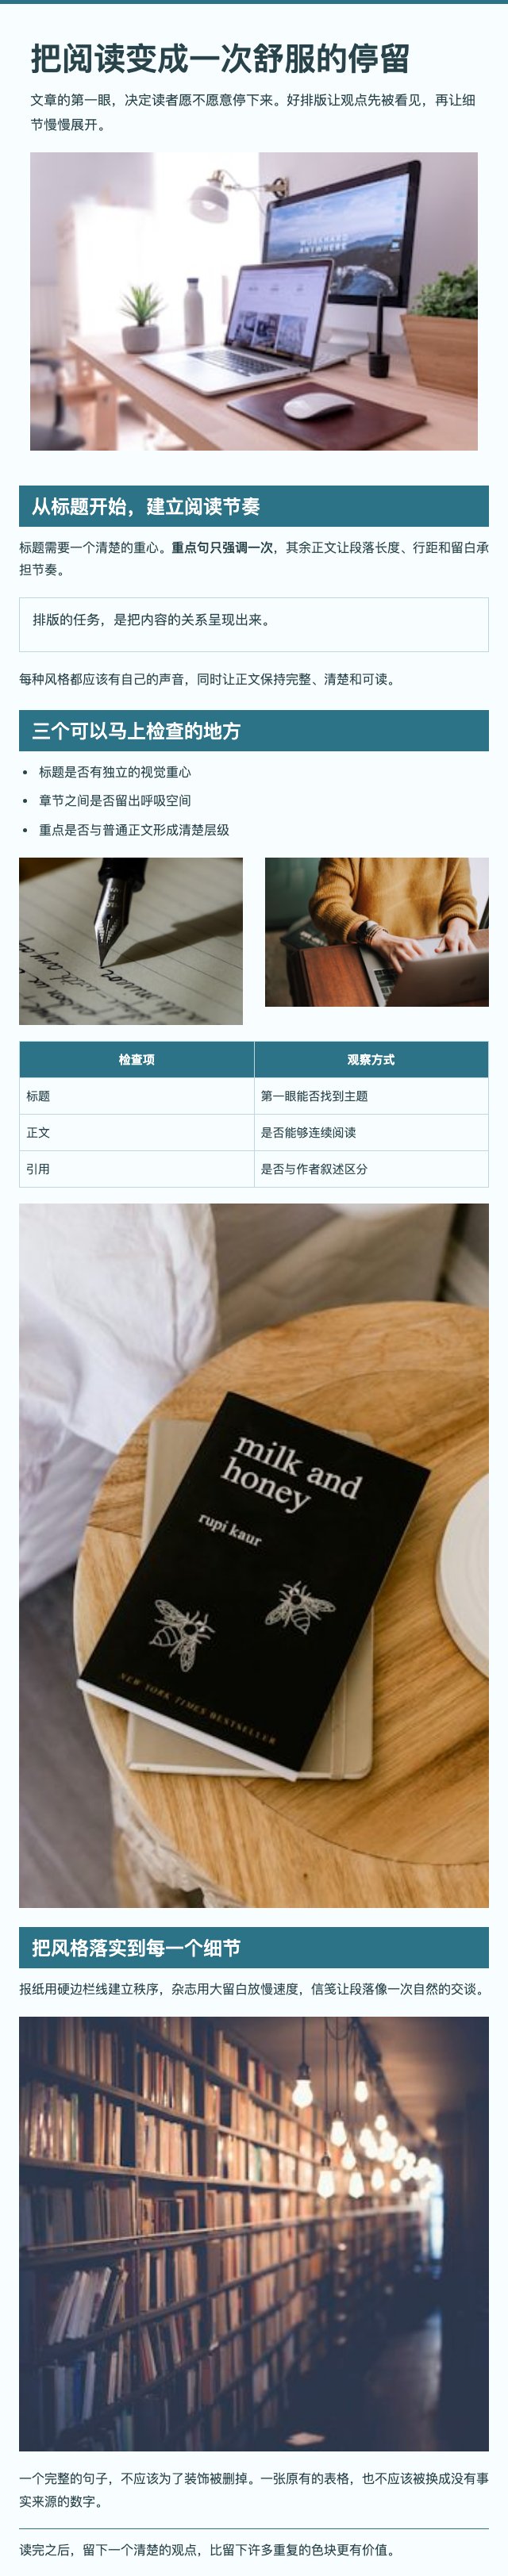 把阅读变成一次舒服的停留
文章的第一眼，决定读者愿不愿意停下来。好排版让观点先被看见，再让细
节慢慢展开。
从标题开始，建立阅读节奏
标题需要一个清楚的重心。重点句只强调一次，其余正文让段落长度、行距和留白承
担节奏。
排版的任务，是把内容的关系呈现出来。
每种风格都应该有自己的声音，同时让正文保持完整、清楚和可读。
三个可以马上检查的地方
• 标题是否有独立的视觉重心
• 章节之间是否留出呼吸空间
• 重点是否与普通正文形成清楚层级
检查项 观察方式
标题 第一眼能否找到主题
正文 是否能够连续阅读
引用 是否与作者叙述区分
milk and
honey
rupi kaur
NEW YORK TIMES BESTSELLER
把风格落实到每一个细节
报纸用硬边栏线建立秩序，杂志用大留白放慢速度，信笺让段落像一次自然的交谈。
一个完整的句子，不应该为了装饰被删掉。一张原有的表格，也不应该被换成没有事
实来源的数字。
读完之后，留下一个清楚的观点，比留下许多重复的色块更有价值。